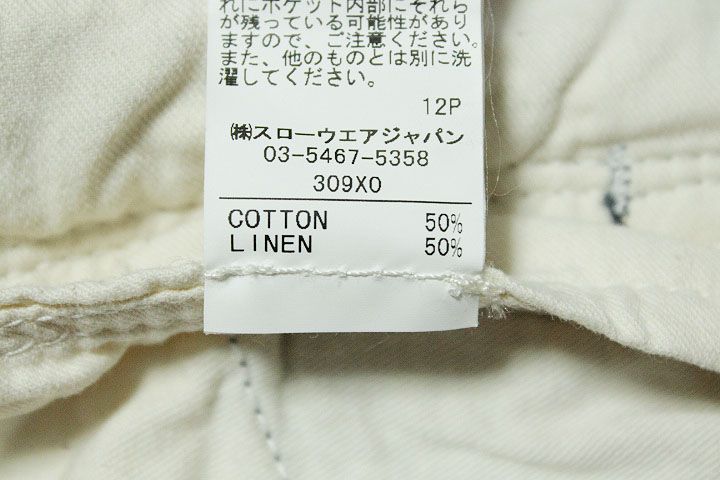 れにポケット内部にそれら
が残っている可能性があり
ますので、ご注意ください。
また、他のものとは別に洗
濯してください。
12P
㈱スローウエアジャパン
03-5467-5358
309XO
COTTON 50%
LINEN 50%